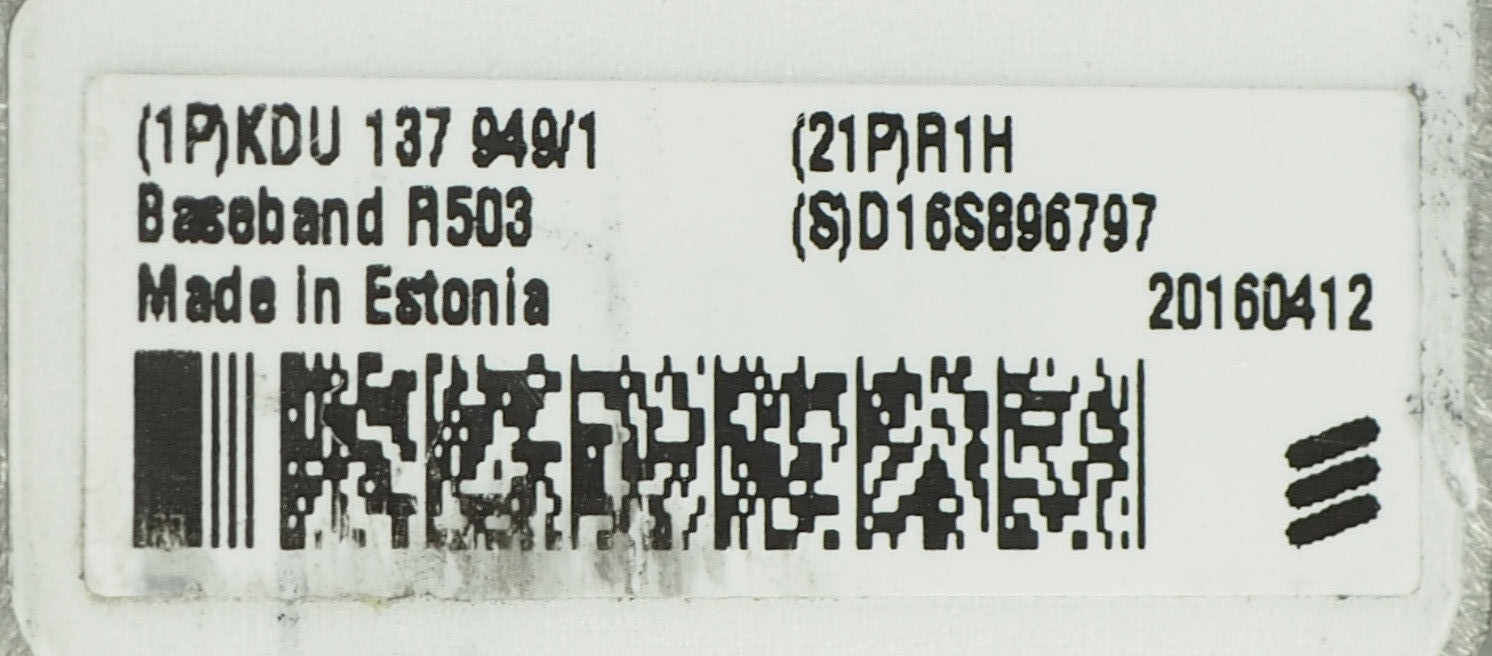 (1P)KDU 137 949/1 (21P)R1H
Baseband R503 (S)D16S896797
Made in Estonia 20160412